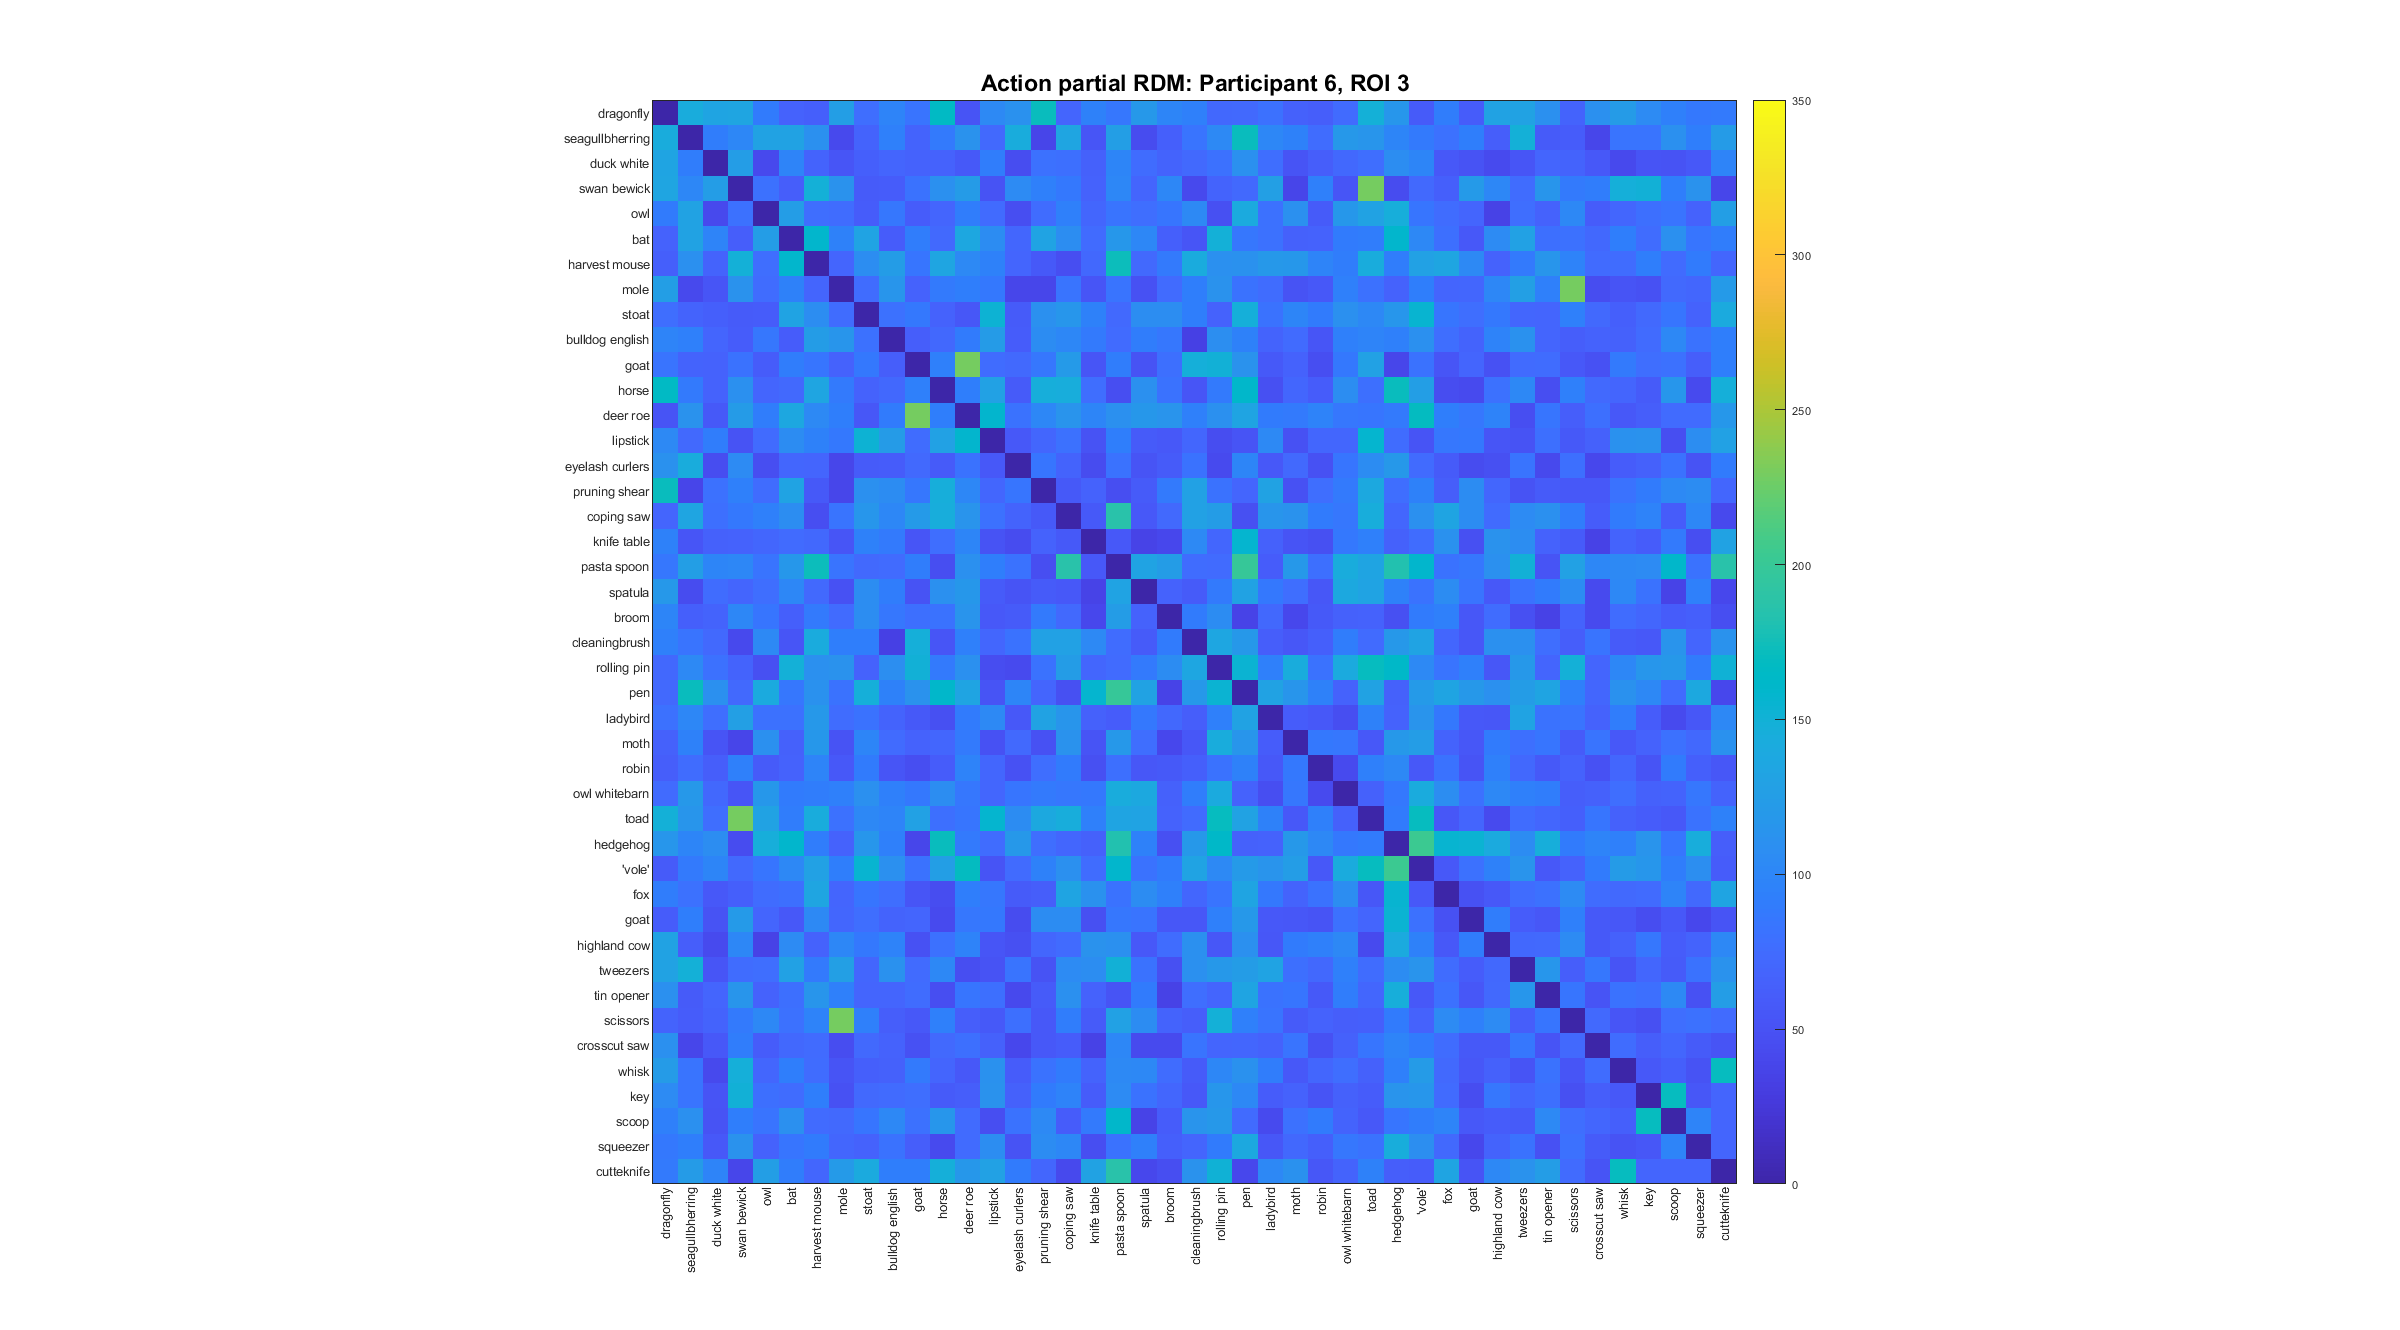 Action partial RDM: Participant 6, ROI 3
dragonfly
seagullbherring
duck white
swan bewick
owl
bat
harvest mouse
mole
stoat
bulldog english
goat
horse
deer roe
lipstick
eyelash curlers
pruning shear
coping saw
knife table
pasta spoon
spatula
broom
cleaningbrush
rolling pin
pen
ladybird
moth
robin
owl whitebarn
toad
hedgehog
'vole'
fox
goat
highland cow
tweezers
tin opener
scissors
crosscut saw
whisk
key
scoop
squeezer
cutteknife
dragonfly
seagullbherring
duck white
swan bewick
owl
bat
harvest mouse
mole
stoat
bulldog english
goat
horse
deer roe
lipstick
eyelash curlers
pruning shear
coping saw
knife table
pasta spoon
spatula
broom
cleaningbrush
rolling pin
pen
ladybird
moth
robin
owl whitebarn
toad
hedgehog
'vole'
fox
goat
highland cow
tweezers
tin opener
scissors
crosscut saw
whisk
key
scoop
squeezer
cutteknife
350
300
250
200
150
100
50
0